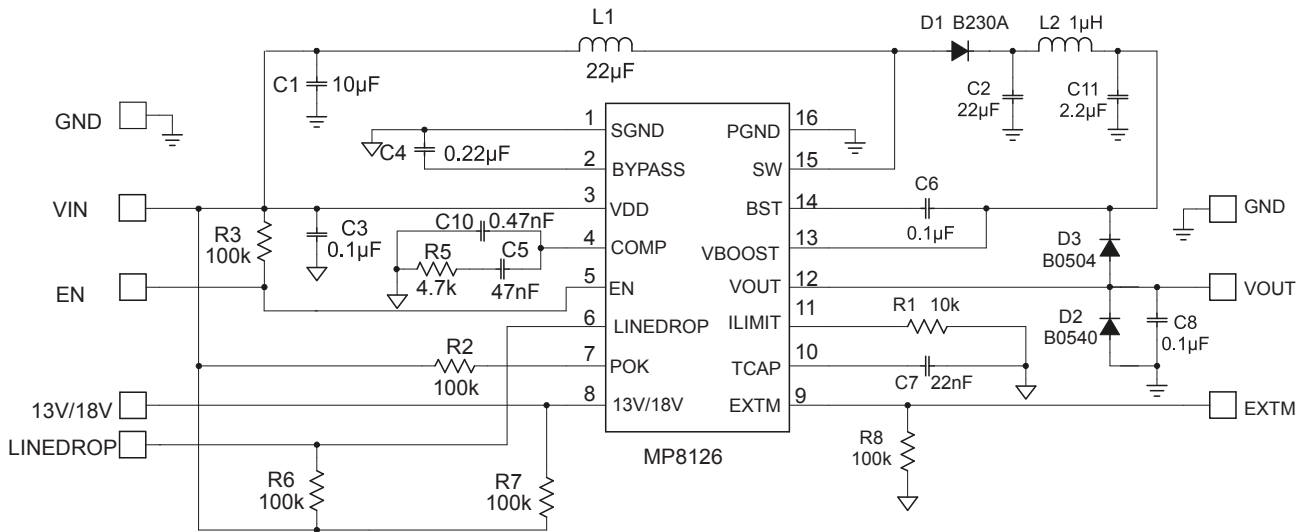 L1
22µF
D1 B230A
L2 1µH
C1 10µF
C2
22µF
C11
2.2µF
GND
1 SGND
PGND 16
C4 0.22µF
2 BYPASS
SW 15
VIN
3 VDD
BST 14
C6
0.1µF
GND
R3
100k
C3
0.1µF
C10 0.47nF
4 COMP
VBOOST 13
D3
B0504
R5
4.7k
C5
47nF
EN
5 EN
VOUT 12
VOUT
6 LINEDROP
ILIMIT 11
R1 10k
D2
B0540
C8
0.1µF
R2
100k
7 POK
TCAP 10
C7 22nF
13V/18V
8 13V/18V
EXTM 9
EXTM
LINEDROP
MP8126
R8
100k
R6
100k
R7
100k